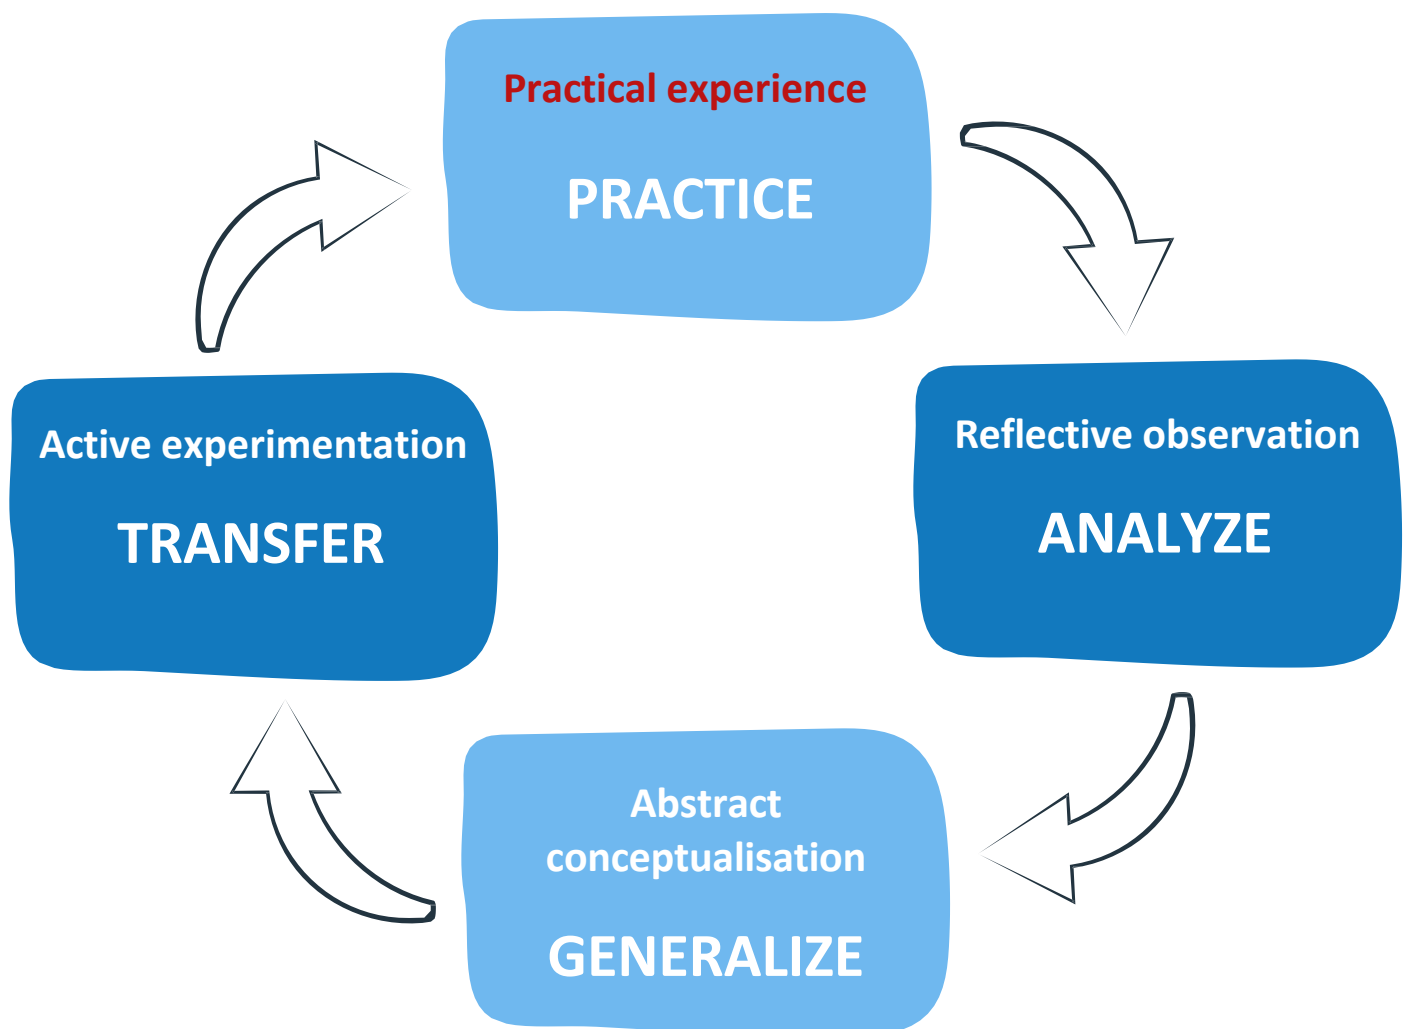 Practical experience
PRACTICE
Reflective observation
ANALYZE
Abstract
conceptualisation
GENERALIZE
Active experimentation
TRANSFER